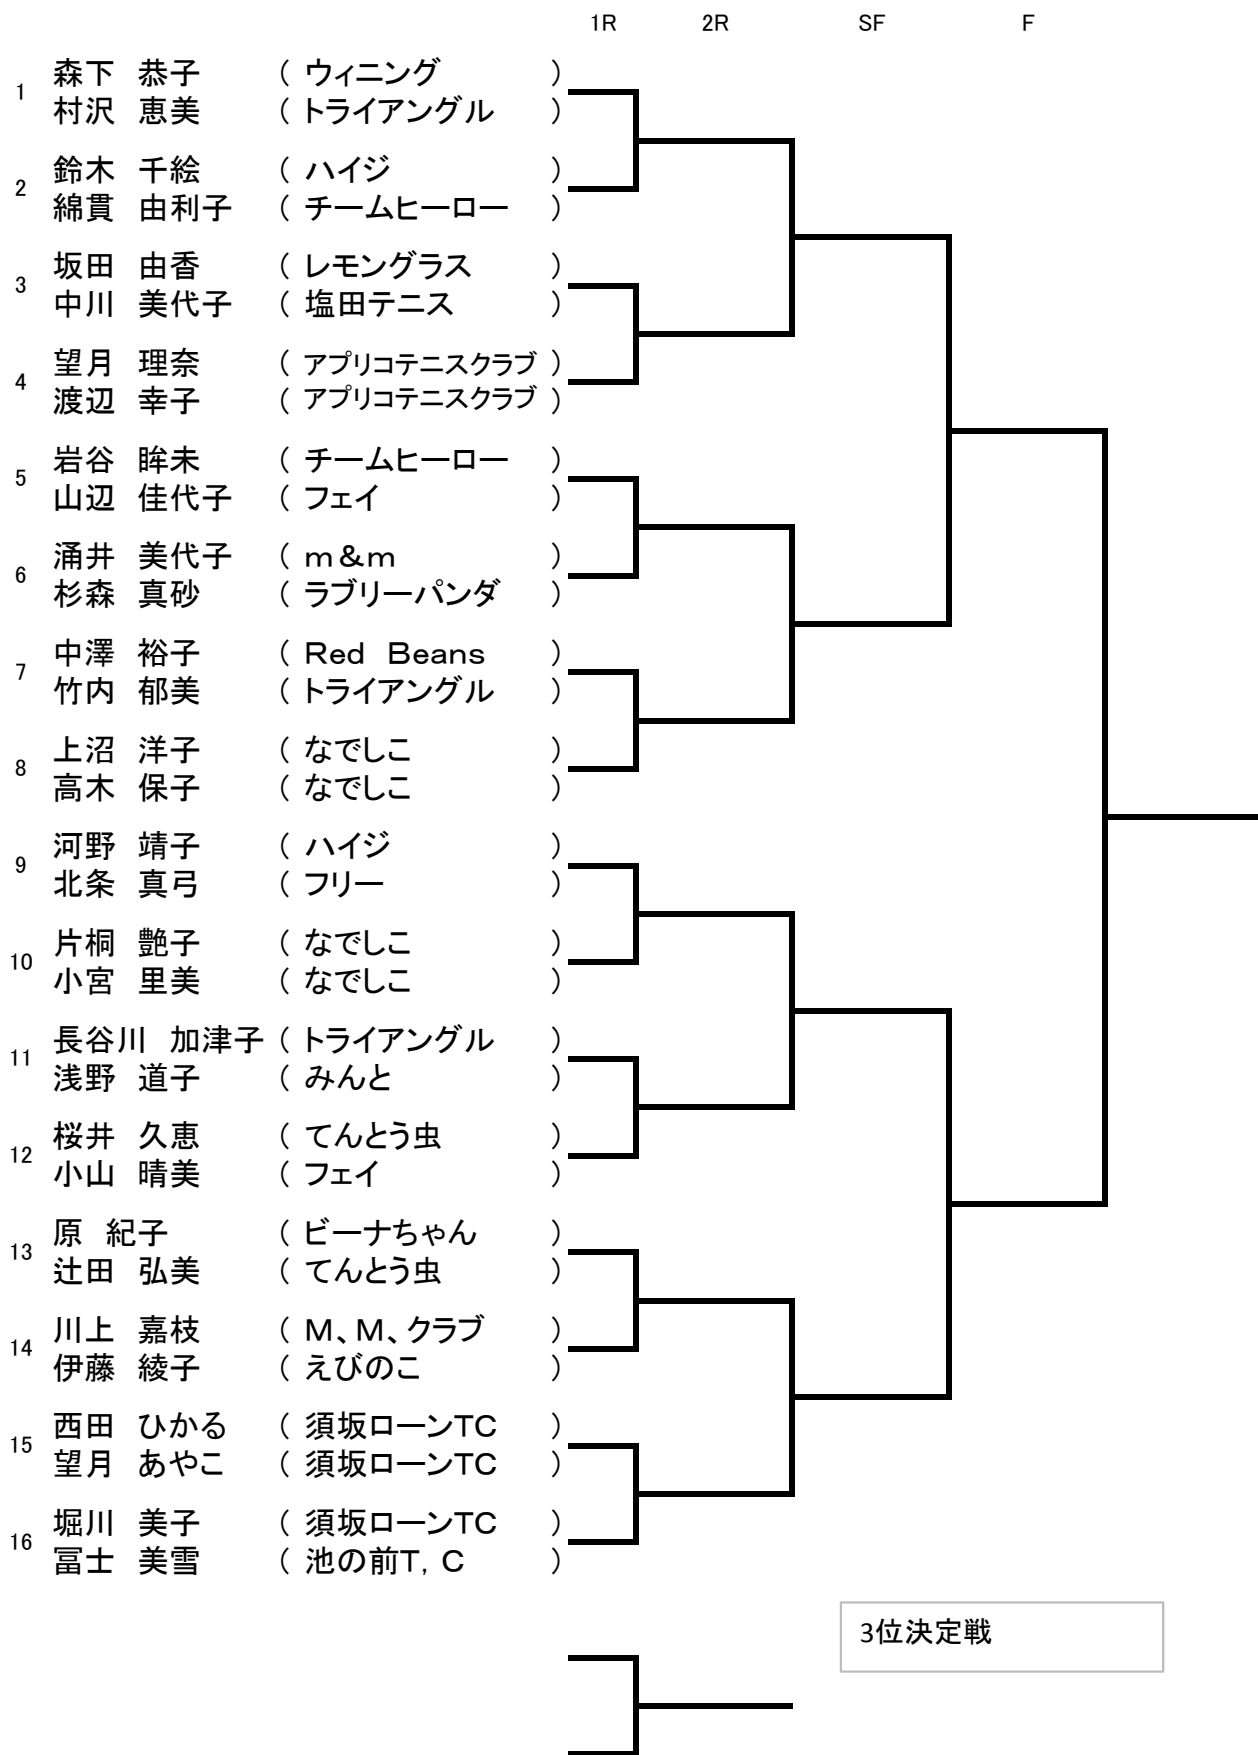 1R 2R SF F
森下 恭子 ( ウィニング )
1
村沢 恵美 ( トライアングル )
鈴木 千絵 ( ハイジ )
2
綿貫 由利子 ( チームヒーロー )
坂田 由香 ( レモングラス )
3
中川 美代子 ( 塩田テニス )
望月 理奈 ( アプリコテニスクラブ )
4
渡辺 幸子 ( アプリコテニスクラブ )
岩谷 眸未 ( チームヒーロー )
5
山辺 佳代子 ( フェイ )
涌井 美代子 ( m&m )
6
杉森 真砂 ( ラブリーパンダ )
中澤 裕子 ( Red Beans )
7
竹内 郁美 ( トライアングル )
上沼 洋子 ( なでしこ )
8
高木 保子 ( なでしこ )
河野 靖子 ( ハイジ )
9
北条 真弓 ( フリー )
片桐 艶子 ( なでしこ )
10
小宮 里美 ( なでしこ )
長谷川 加津子 ( トライアングル )
11
浅野 道子 ( みんと )
桜井 久恵 ( てんとう虫 )
12
小山 晴美 ( フェイ )
原 紀子 ( ビーナちゃん )
13
辻田 弘美 ( てんとう虫 )
川上 嘉枝 ( M、M、クラブ )
14
伊藤 綾子 ( えびのこ )
西田 ひかる ( 須坂ローンTC )
15
望月 あやこ ( 須坂ローンTC )
堀川 美子 ( 須坂ローンTC )
16
冨士 美雪 ( 池の前T,C )
3位決定戦